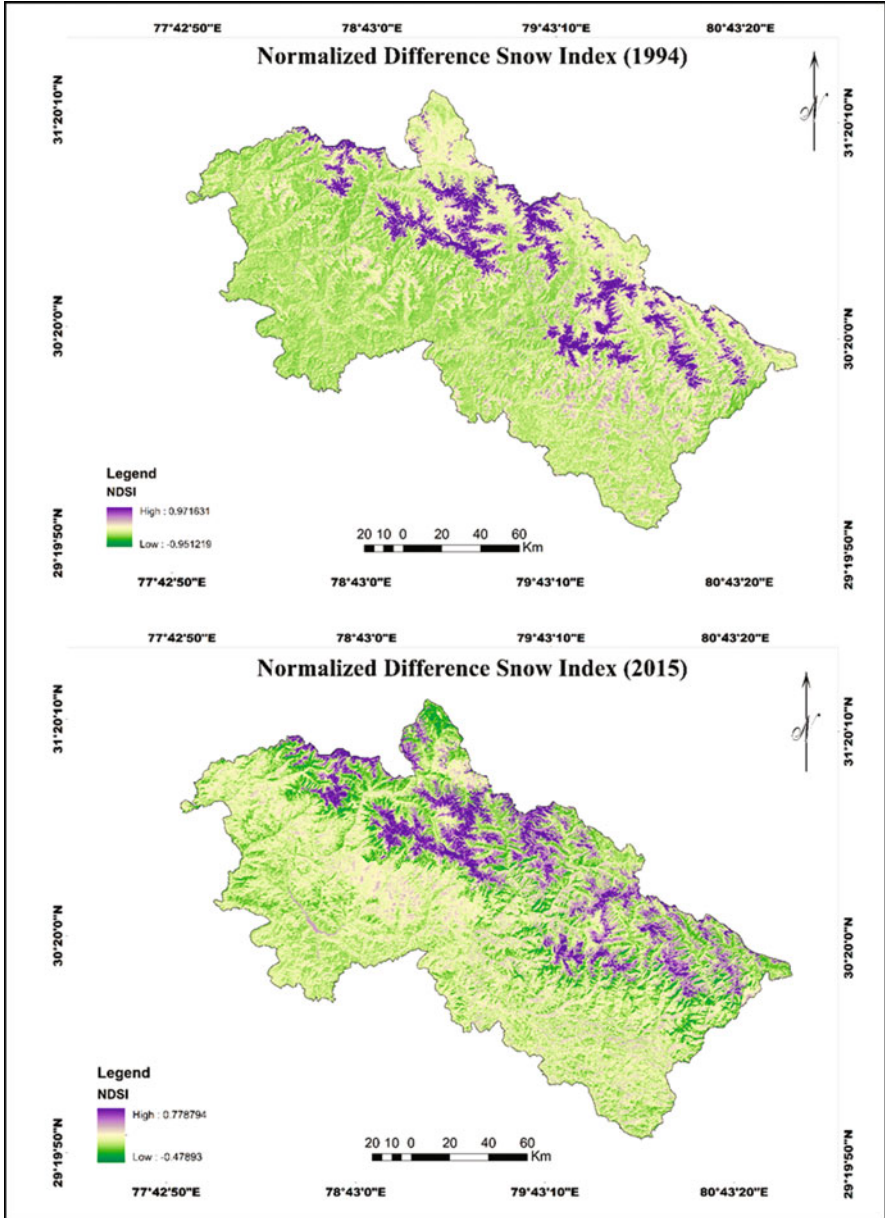 77°42'50"E 78°43'0"E 79°43'10"E 80°43'20"E
Normalized Difference Snow Index (1994)
N
31°20'10"N 31°20'10"N
30°20'0"N 30°20'0"N
29°19'50"N 29°19'50"N
Legend
NDSI
High : 0.971631
Low : -0.951219
20 10 0 20 40 60
Km
77°42'50"E 78°43'0"E 79°43'10"E 80°43'20"E
77°42'50"E 78°43'0"E 79°43'10"E 80°43'20"E
Normalized Difference Snow Index (2015)
N
31°20'10"N 31°20'10"N
30°20'0"N 30°20'0"N
29°19'50"N 29°19'50"N
Legend
NDSI
High : 0.778794
Low : -0.47893
20 10 0 20 40 60
Km
77°42'50"E 78°43'0"E 79°43'10"E 80°43'20"E